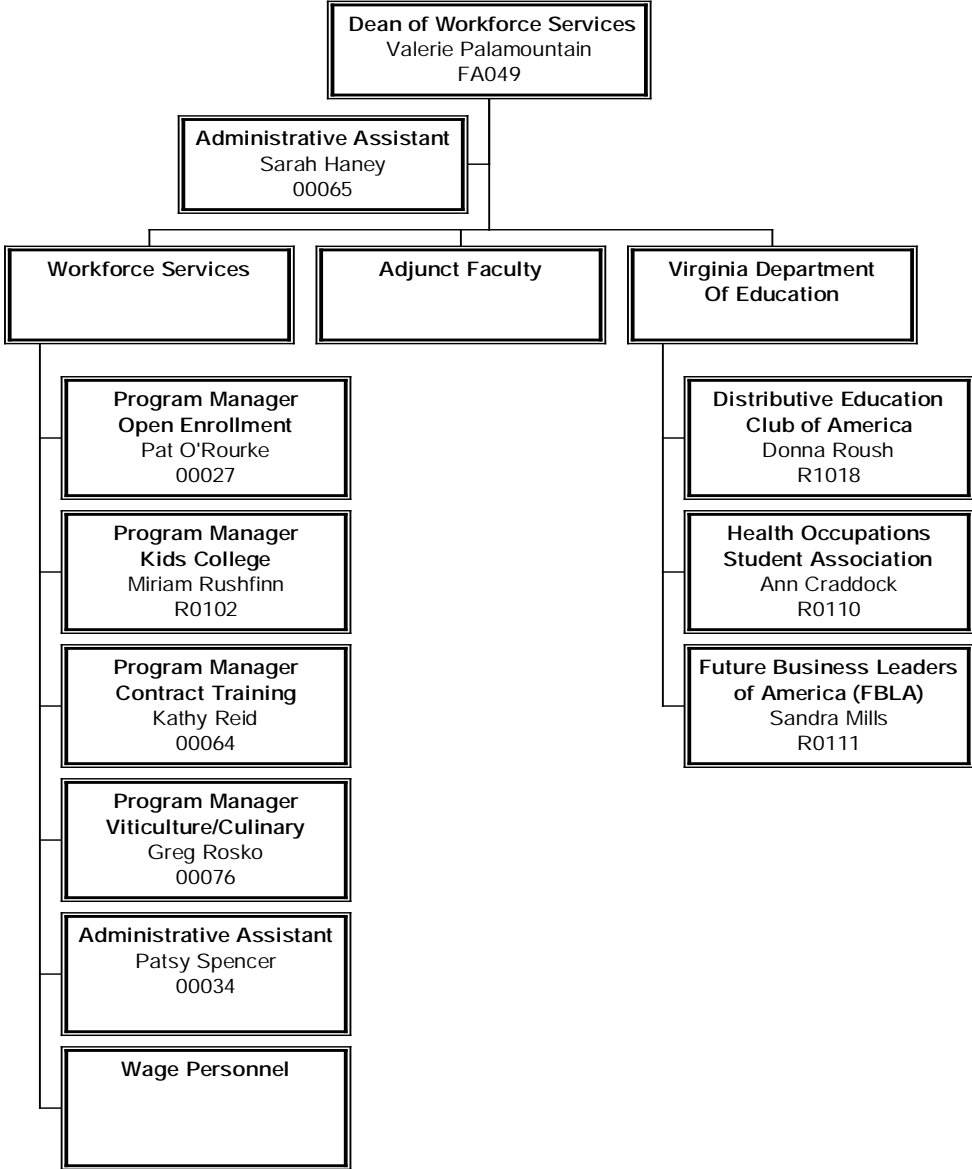 Dean of Workforce Services
Valerie Palamountain
FA049
Administrative Assistant
Sarah Haney
00065
Workforce Services
Adjunct Faculty
Virginia Department
Of Education
Program Manager
Open Enrollment
Pat O'Rourke
00027
Program Manager
Kids College
Miriam Rushfinn
R0102
Program Manager
Contract Training
Kathy Reid
00064
Program Manager
Viticulture/Culinary
Greg Rosko
00076
Administrative Assistant
Patsy Spencer
00034
Wage Personnel
Distributive Education
Club of America
Donna Roush
R1018
Health Occupations
Student Association
Ann Craddock
R0110
Future Business Leaders
of America (FBLA)
Sandra Mills
R0111